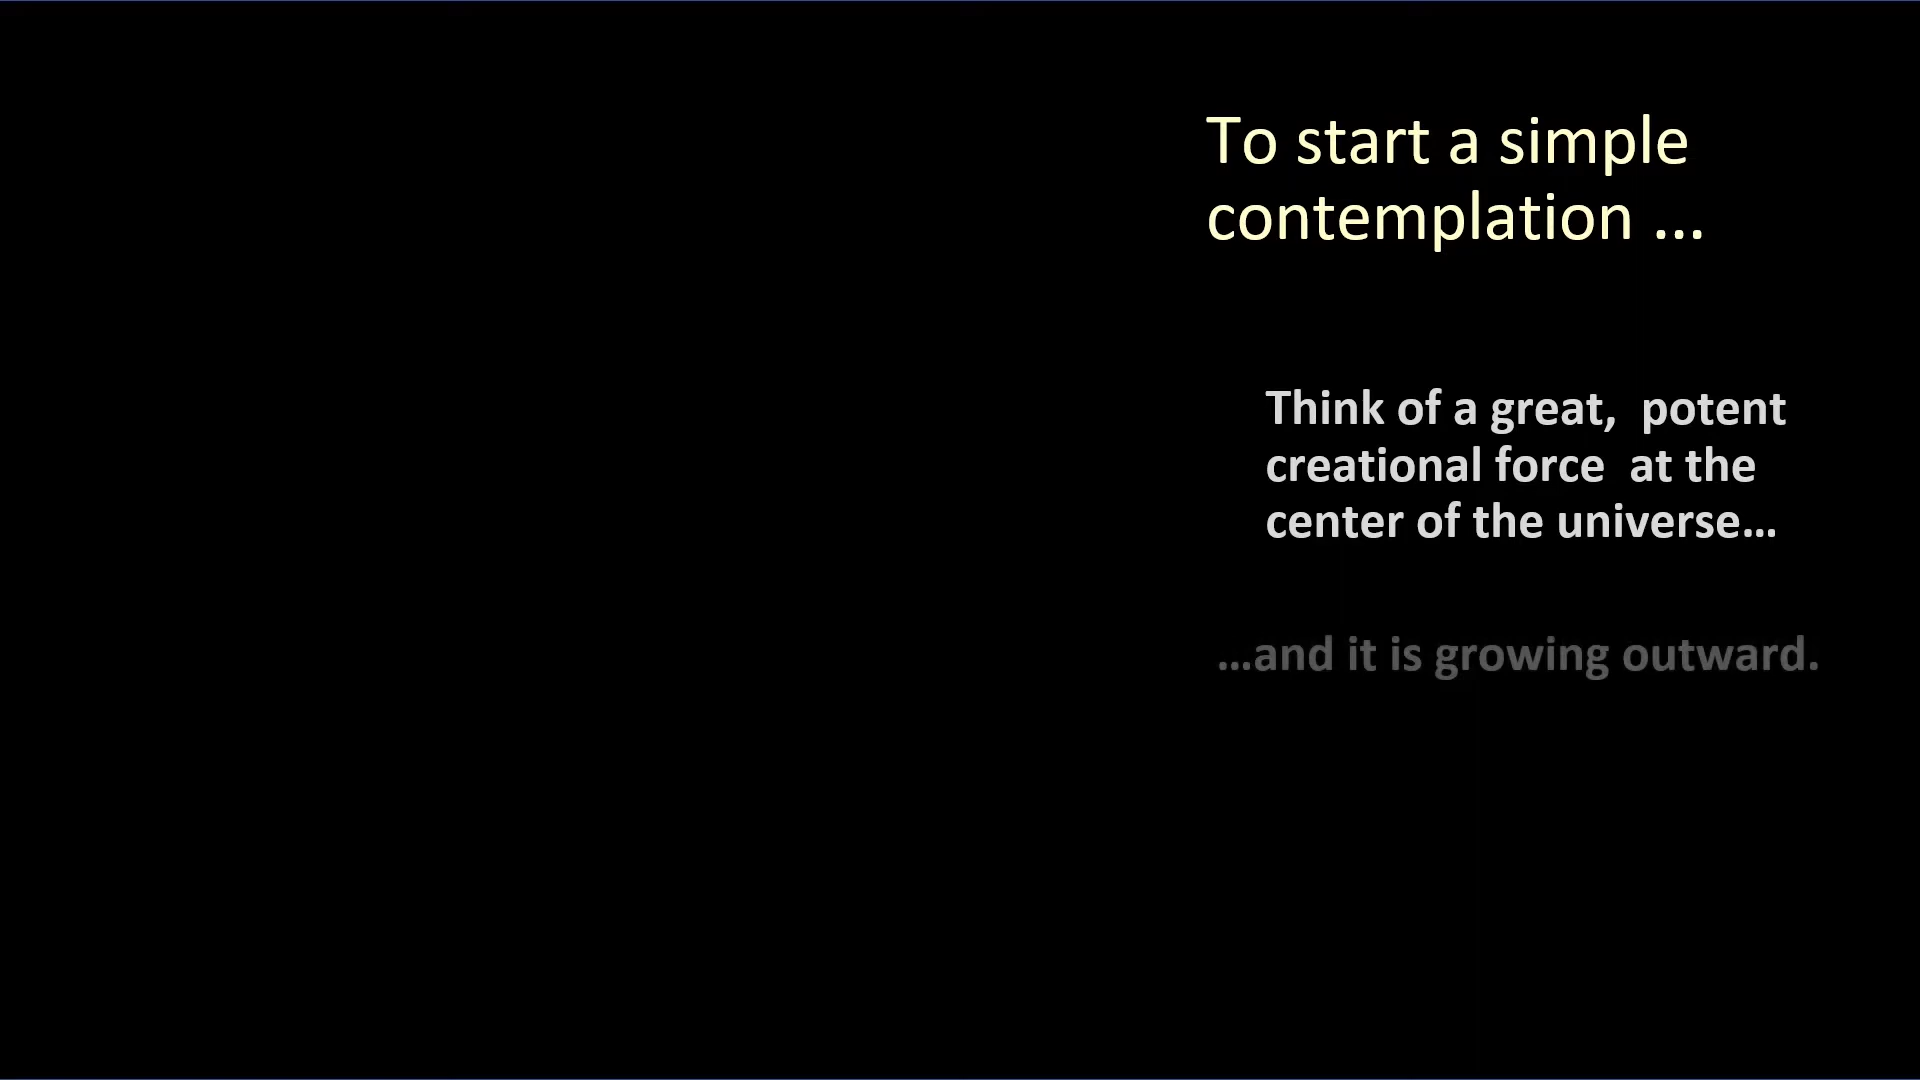 To start a simple
contemplation ...
Think of a great,  potent
creational force  at the
center of the universe…
…and it is growing outward.